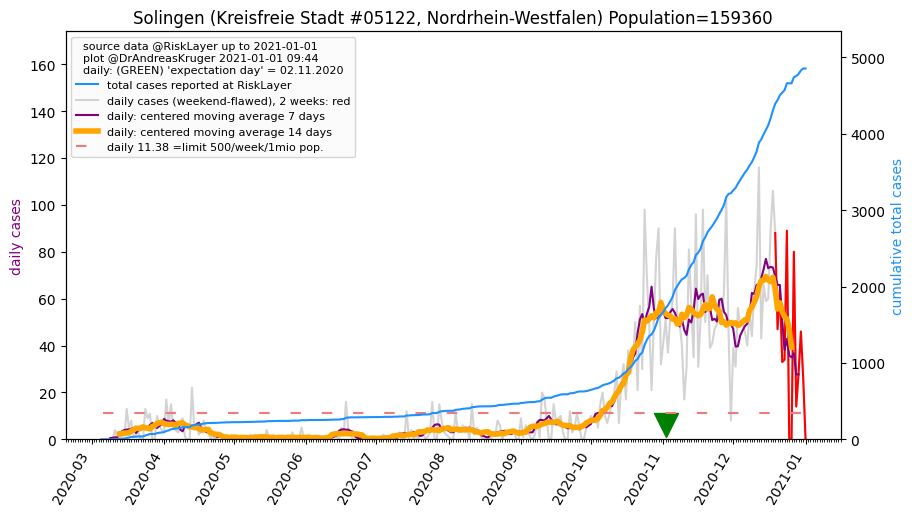 Solingen (Kreisfreie Stadt #05122, Nordrhein-Westfalen) Population=159360
source data @RiskLayer up to 2021-01-01
plot @DrAndreasKruger 2021-01-01 09:44
daily: (GREEN) 'expectation day' = 02.11.2020
total cases reported at RiskLayer
daily cases (weekend-flawed), 2 weeks: red
daily: centered moving average 7 days
daily: centered moving average 14 days
daily 11.38 =limit 500/week/1mio pop.
daily cases
160
140
120
100
80
60
40
20
0
cumulative total cases
5000
4000
3000
2000
1000
0
2020-03
2020-04
2020-05
2020-06
2020-07
2020-08
2020-09
2020-10
2020-11
2020-12
2021-01